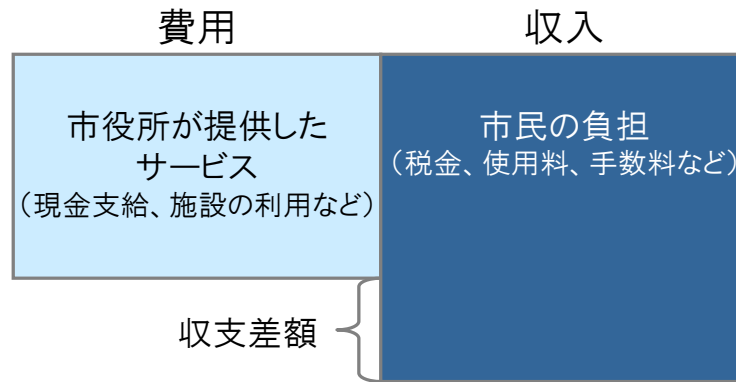 費用
収入
市役所が提供した
サービス
（現金支給、施設の利用など）
市民の負担
（税金、使用料、手数料など）
収支差額